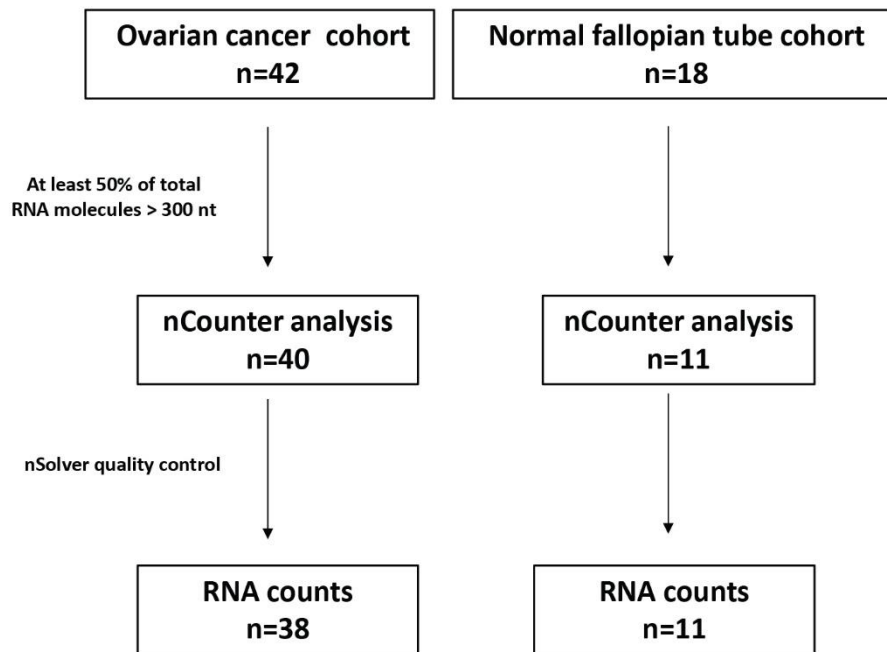 Ovarian cancer cohort
n=42
Normal fallopian tube cohort
n=18
At least 50% of total
RNA molecules > 300 nt
nCounter analysis
n=40
nCounter analysis
n=11
nSolver quality control
RNA counts
n=38
RNA counts
n=11